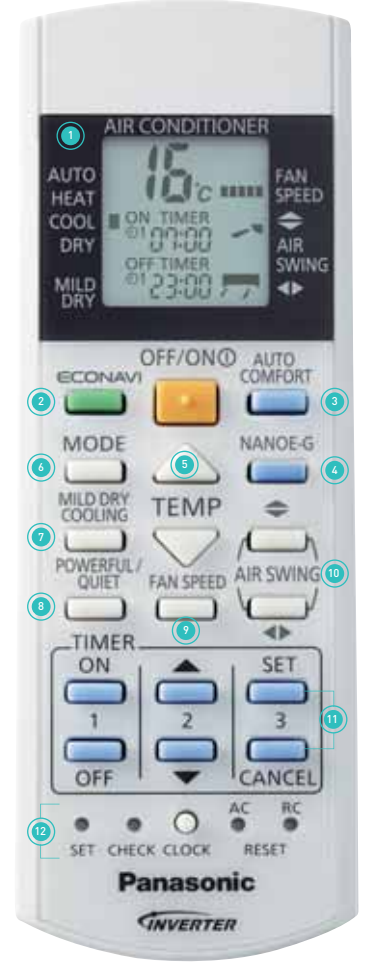 1
AIR CONDITIONER
AUTO
HEAT
COOL
DRY
MILD
DRY
16°C
ON TIMER
1 07:00
OFF TIMER
1 23:00
FAN
SPEED
AIR
SWING
OFF/ON
ECONAVI
AUTO
COMFORT
2
3
MODE
NANOE-G
6
5
4
MILD DRY
COOLING
TEMP
7
POWERFUL/
QUIET
FAN SPEED
AIR SWING
10
8
9
TIMER
ON
SET
1
2
3
11
OFF
CANCEL
12
AC
RC
SET
CHECK
CLOCK
RESET
Panasonic
INVERTER